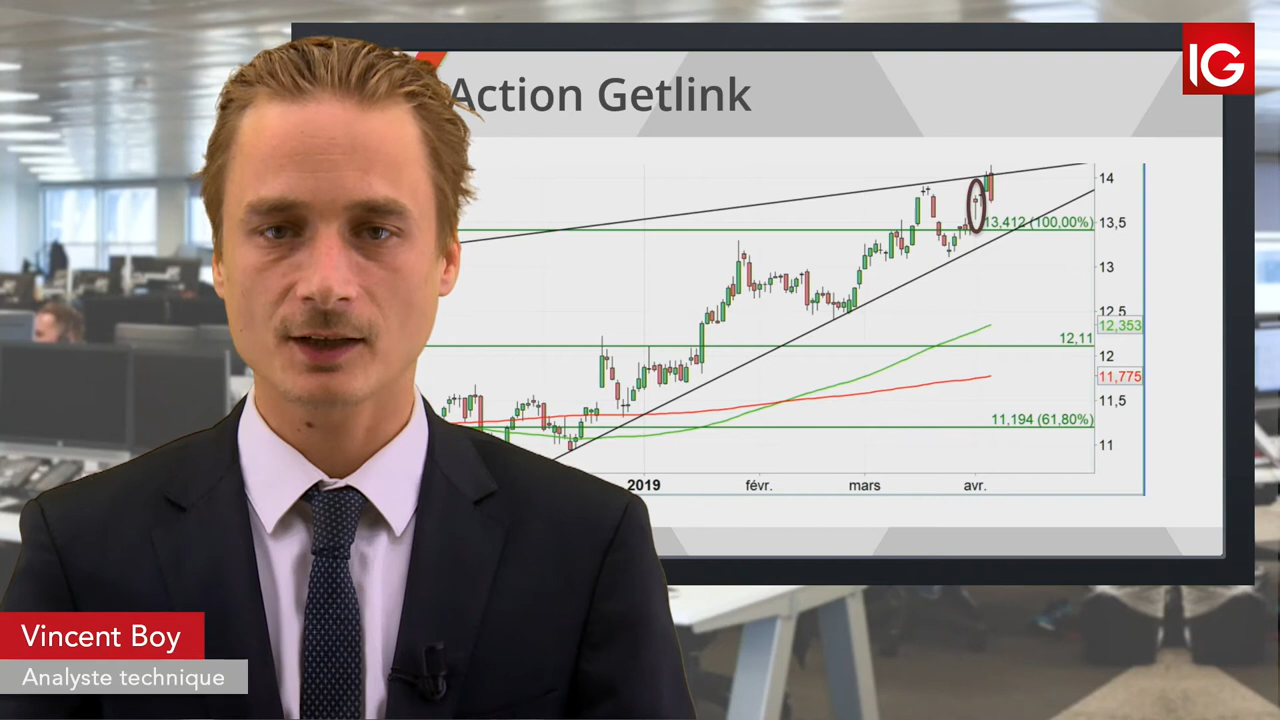 IG
Action Getlink
14
13,412 (100,00%)
13,5
13
12,5
12,353
12,11
12
11,775
11,5
11,194 (61,80%)
11
2019
févr.
mars
avr.
Vincent Boy
Analyste technique